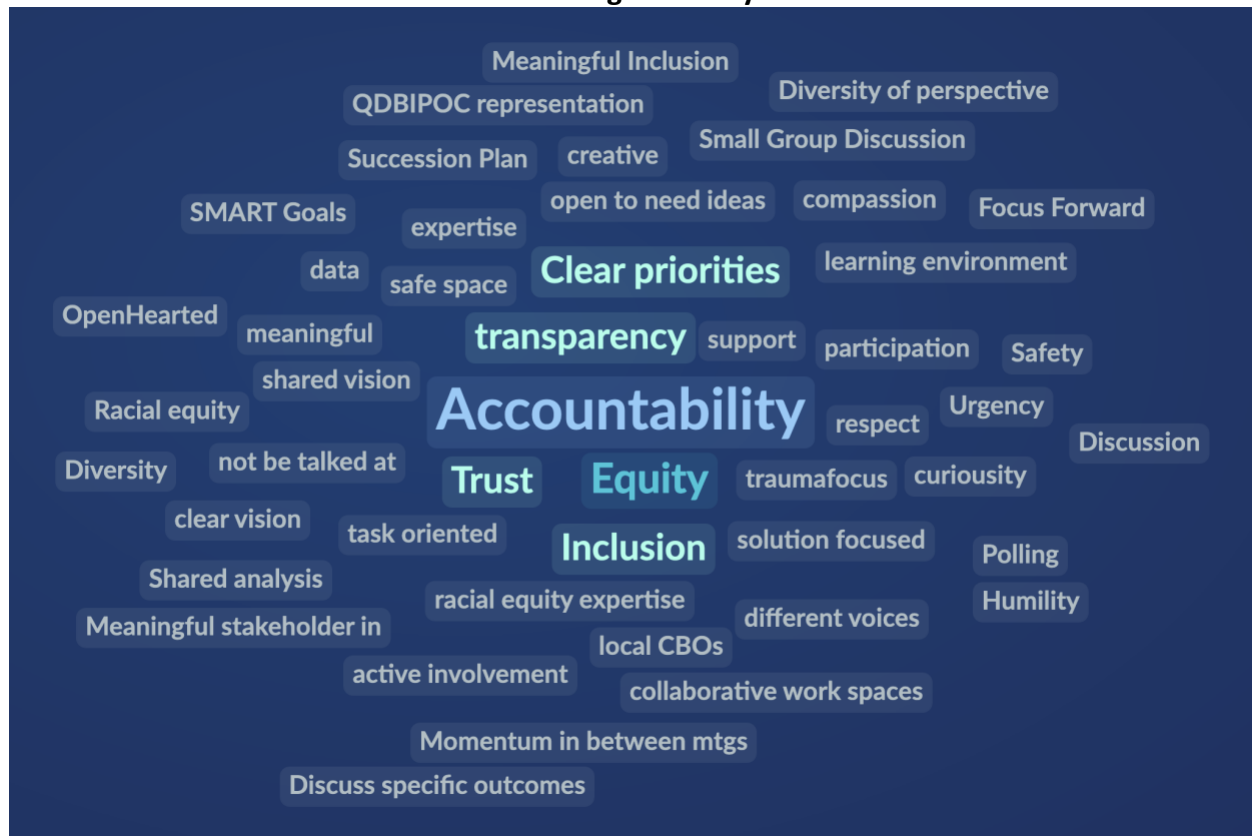 Meaningful Inclusion
Diversity of perspective
QDBIPOC representation
Small Group Discussion
Succession Plan
creative
open to need ideas
compassion
Focus Forward
SMART Goals
expertise
Clear priorities
learning environment
data
safe space
OpenHearted
meaningful
transparency
support
participation
Safety
shared vision
Racial equity
Accountability
respect
Urgency
Discussion
Diversity
not be talked at
Trust
Equity
traumafocus
curiousity
clear vision
task oriented
Inclusion
solution focused
Polling
Shared analysis
racial equity expertise
Humility
Meaningful stakeholder in
different voices
local CBOs
active involvement
collaborative work spaces
Momentum in between mtgs
Discuss specific outcomes